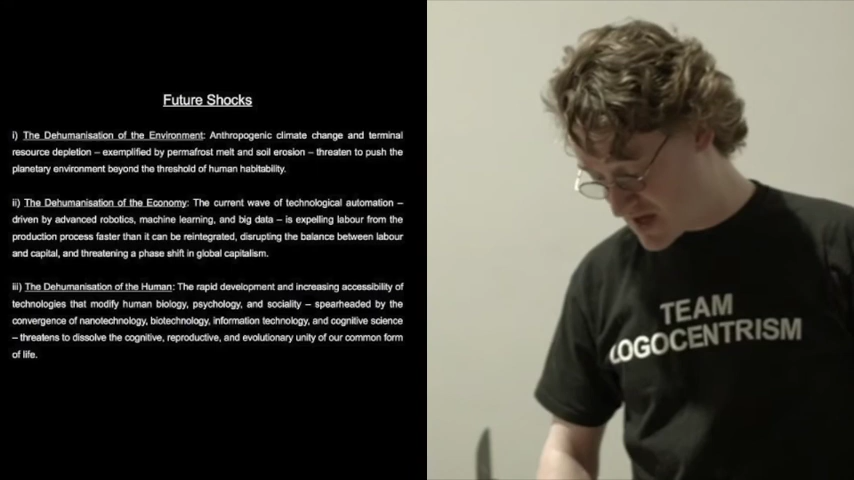 Future Shocks
i) The Dehumanisation of the Environment: Anthropogenic climate change and terminal
resource depletion – exemplified by permafrost melt and soil erosion – threaten to push the
planetary environment beyond the threshold of human habitability.
ii) The Dehumanisation of the Economy: The current wave of technological automation –
driven by advanced robotics, machine learning, and big data – is expelling labour from the
production process faster than it can be reintegrated, disrupting the balance between labour
and capital, and threatening a phase shift in global capitalism.
iii) The Dehumanisation of the Human: The rapid development and increasing accessibility of
technologies that modify human biology, psychology, and sociality – spearheaded by the
convergence of nanotechnology, biotechnology, information technology, and cognitive science
– threatens to dissolve the cognitive, reproductive, and evolutionary unity of our common form
of life.
TEAM
LOGOCENTRISM